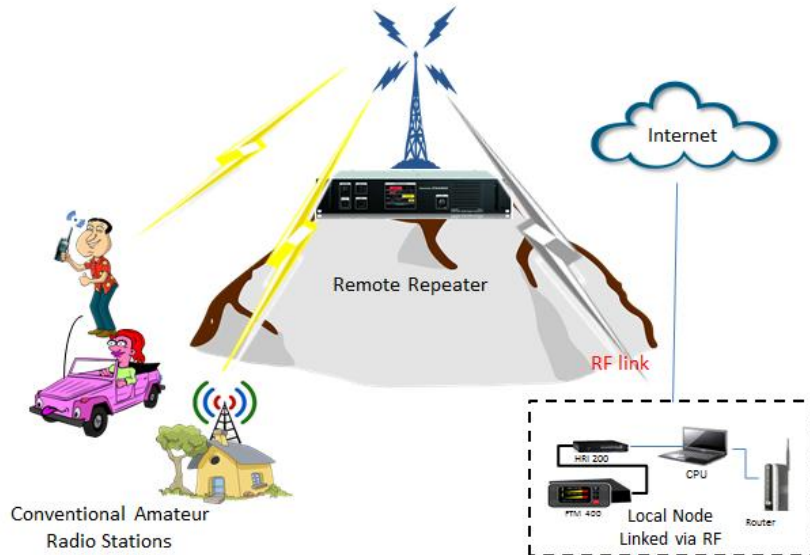 Internet
Remote Repeater
RF link
HRI 200
CPU
FTM 400
Local Node
Linked via RF
Router
Conventional Amateur
Radio Stations